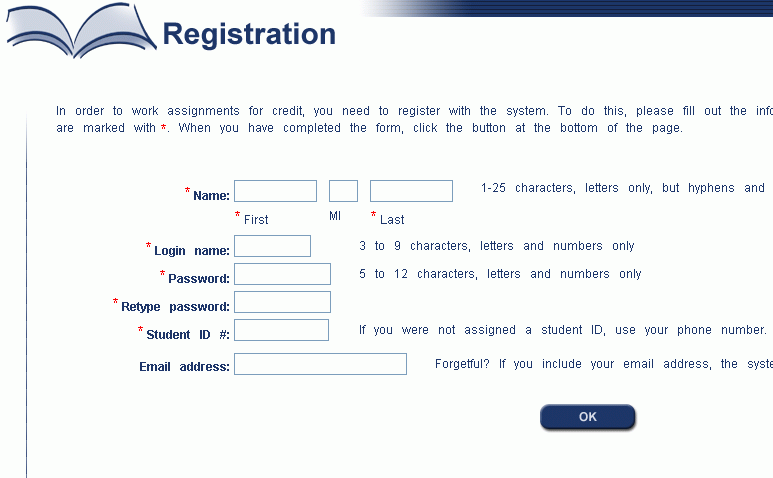 Registration
In order to work assignments for credit, you need to register with the system. To do this, please fill out the
are marked with *. When you have completed the form, click the button at the bottom of the page.
* Name: 1-25 characters, letters only, but hyphens and
* First MI * Last
* Login name: 3 to 9 characters, letters and numbers only
* Password: 5 to 12 characters, letters and numbers only
* Retype password:
* Student ID #: If you were not assigned a student ID, use your phone number.
Email address: Forgetful? If you include your email address, the
OK